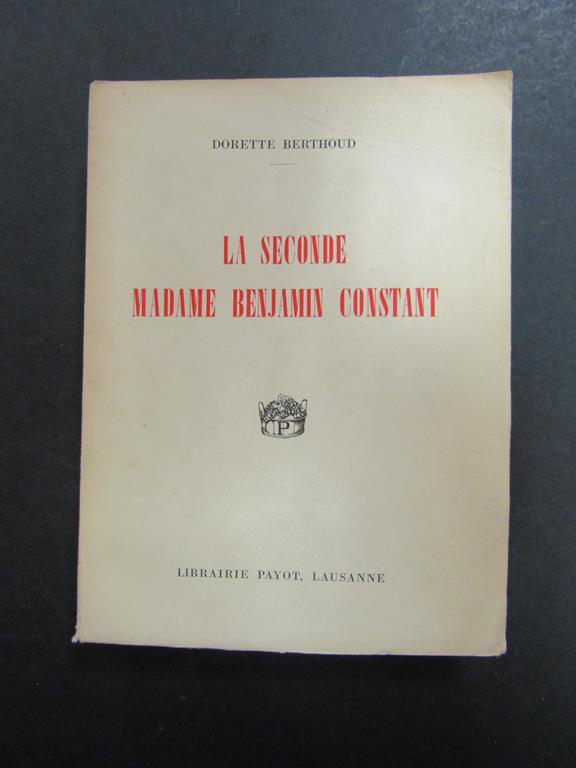 DORETTE BERTHOUD
LA SECONDE
MADAME BENJAMIN CONSTANT
P
LIBRAIRIE PAYOT, LAUSANNE